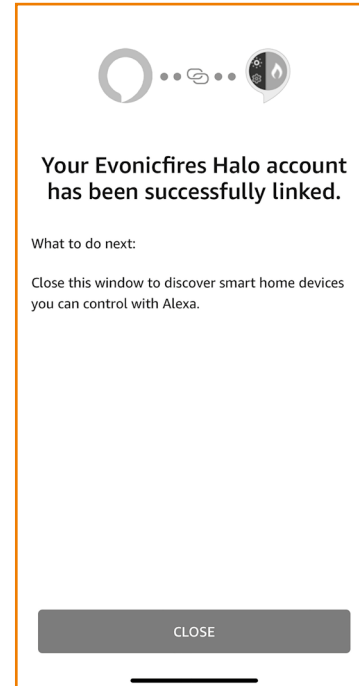 Your Evonicfires Halo account
has been successfully linked.
What to do next:
Close this window to discover smart home devices
you can control with Alexa.
CLOSE